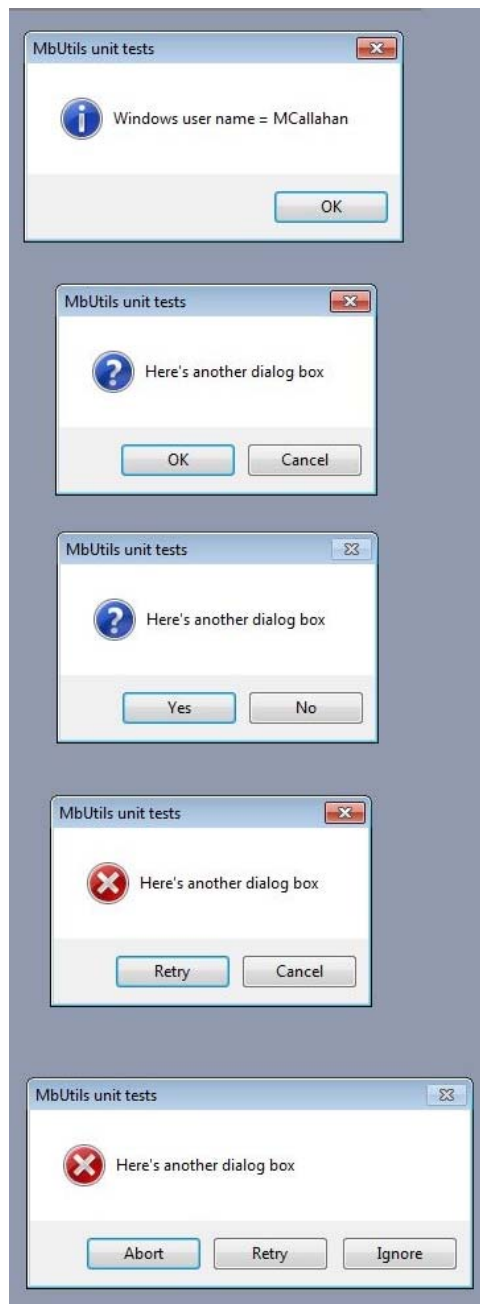 MbUtils unit tests
Windows user name = MCallahan
OK
MbUtils unit tests
Here's another dialog box
OK Cancel
MbUtils unit tests
Here's another dialog box
Yes No
MbUtils unit tests
Here's another dialog box
Retry Cancel
MbUtils unit tests
Here's another dialog box
Abort Retry Ignore